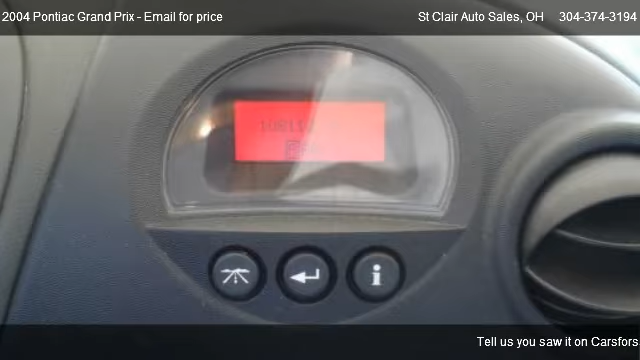 2004 Pontiac Grand Prix - Email for price
St Clair Auto Sales, OH 304-374-3194
i
Tell us you saw it on Carsfors